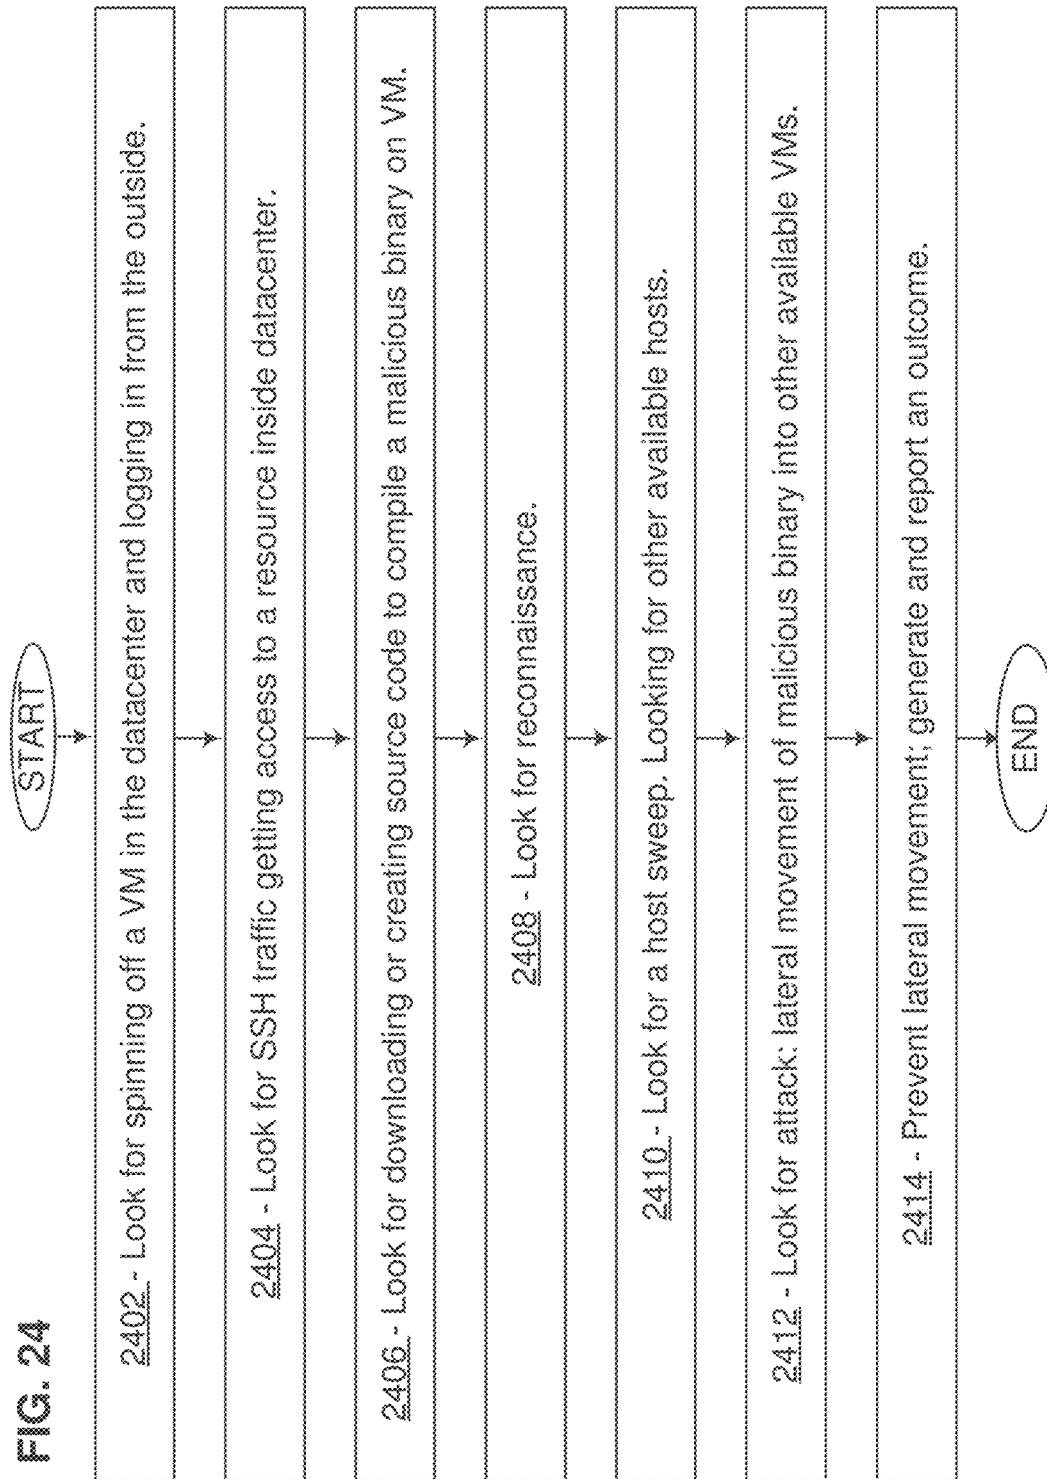 FIG. 24
START
2402 - Look for spinning off a VM in the datacenter and logging in from the outside.
2404 - Look for SSH traffic getting access to a resource inside datacenter.
2406 - Look for downloading or creating source code to compile a malicious binary on VM.
2408 - Look for reconnaissance.
2410 - Look for a host sweep. Looking for other available hosts.
2412 - Look for attack: lateral movement of malicious binary into other available VMs.
2414 - Prevent lateral movement; generate and report an outcome.
END